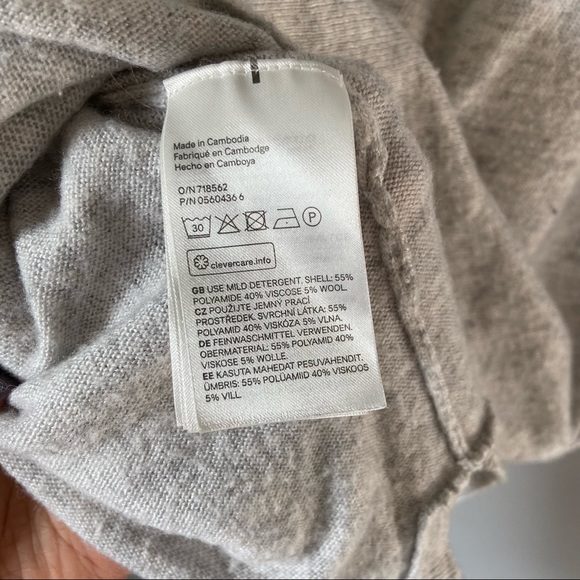 Made in Cambodia
Fabriqué en Cambodge
Hecho en Camboya
O/N 718562
P/N 0560436 6
30 P
clevercare.info
GB USE MILD DETERGENT. SHELL: 55%
POLYAMIDE 40% VISCOSE 5% WOOL.
CZ POUŽIJTE JEMNÝ PRACÍ
PROSTŘEDEK. SVRCHNÍ LÁTKA: 55%
POLYAMID 40% VISKÓZA 5% VLNA.
DE FEINWASCHMITTEL VERWENDEN.
OBERMATERIAL: 55% POLYAMID 40%
VISKOSE 5% WOLLE.
EE KASUTA MAHEDAT PESUVAHENDIT.
ÜMBRIS: 55% POLÜAMIID 40% VISKOOS
5% VILL